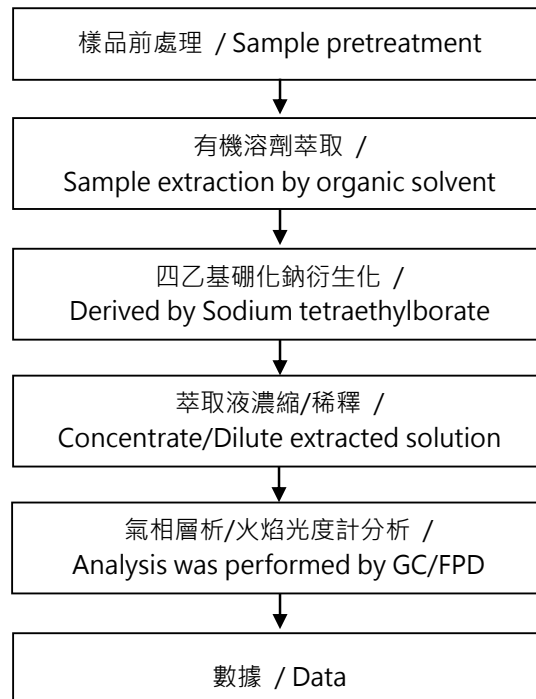 樣品前處理 / Sample pretreatment
有機溶劑萃取 /
Sample extraction by organic solvent
四乙基硼化鈉衍生化 /
Derived by Sodium tetraethylborate
萃取液濃縮/稀釋 /
Concentrate/Dilute extracted solution
氣相層析/火焰光度計分析 /
Analysis was performed by GC/FPD
數據 / Data